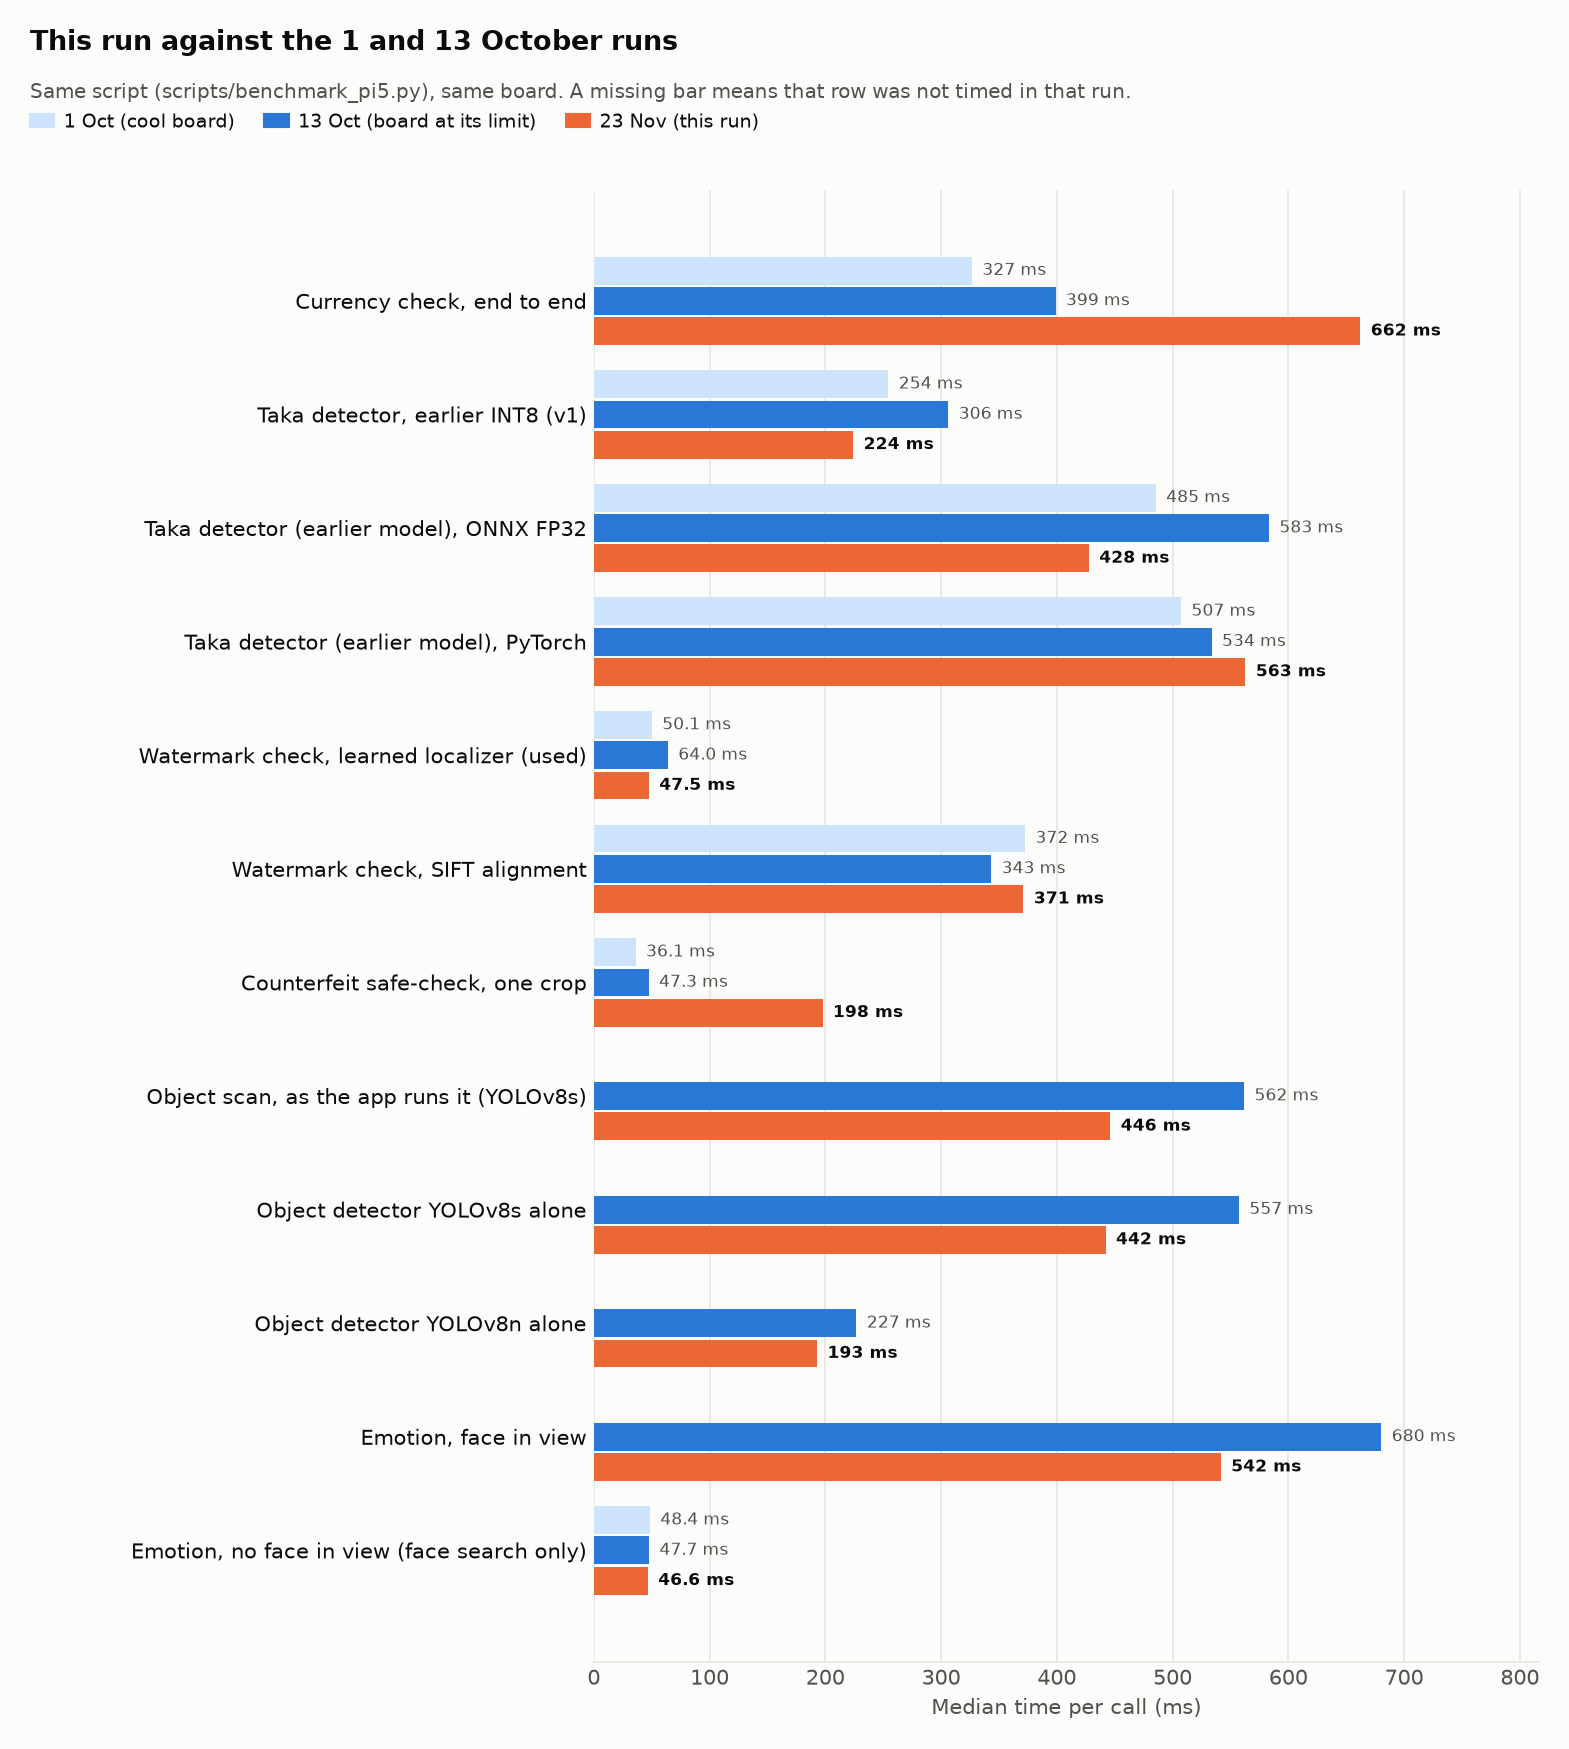 This run against the 1 and 13 October runs
Same script (scripts/benchmark_pi5.py), same board. A missing bar means that row was not timed in that run.
1 Oct (cool board) 13 Oct (board at its limit) 23 Nov (this run)
327 ms
Currency check, end to end 399 ms
662 ms
254 ms
Taka detector, earlier INT8 (v1) 306 ms
224 ms
485 ms
Taka detector (earlier model), ONNX FP32 583 ms
428 ms
507 ms
Taka detector (earlier model), PyTorch 534 ms
563 ms
50.1 ms
Watermark check, learned localizer (used) 64.0 ms
47.5 ms
372 ms
Watermark check, SIFT alignment 343 ms
371 ms
36.1 ms
Counterfeit safe-check, one crop 47.3 ms
198 ms
Object scan, as the app runs it (YOLOv8s) 562 ms
446 ms
Object detector YOLOv8s alone 557 ms
442 ms
Object detector YOLOv8n alone 227 ms
193 ms
Emotion, face in view 680 ms
542 ms
48.4 ms
Emotion, no face in view (face search only) 47.7 ms
46.6 ms
0 100 200 300 400 500 600 700 800
Median time per call (ms)